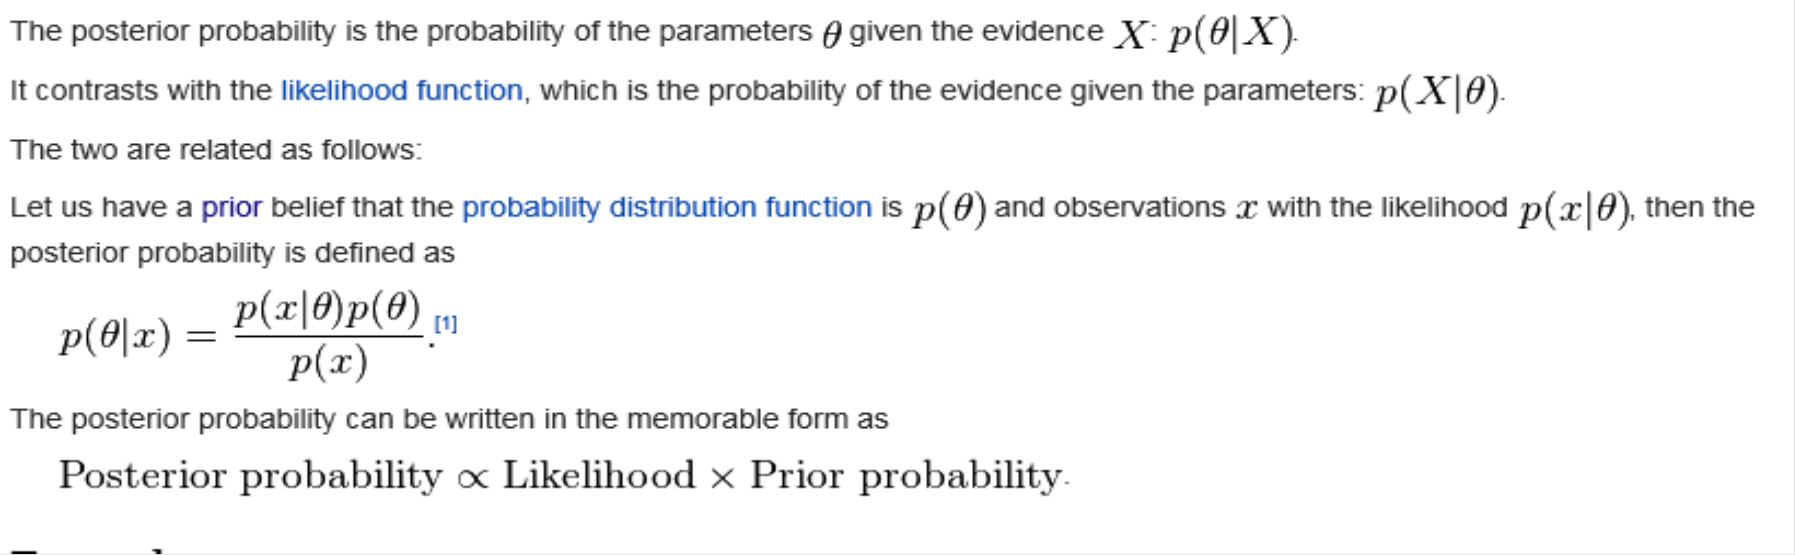 The posterior probability is the probability of the parameters θ given the evidence X: p(θ|X).
It contrasts with the likelihood function, which is the probability of the evidence given the parameters: p(X|θ).
The two are related as follows:
Let us have a prior belief that the probability distribution function is p(θ) and observations x with the likelihood p(x|θ), then the
posterior probability is defined as
p(θ|x) = p(x|θ)p(θ) / p(x) .[1]
The posterior probability can be written in the memorable form as
Posterior probability ∝ Likelihood × Prior probability.